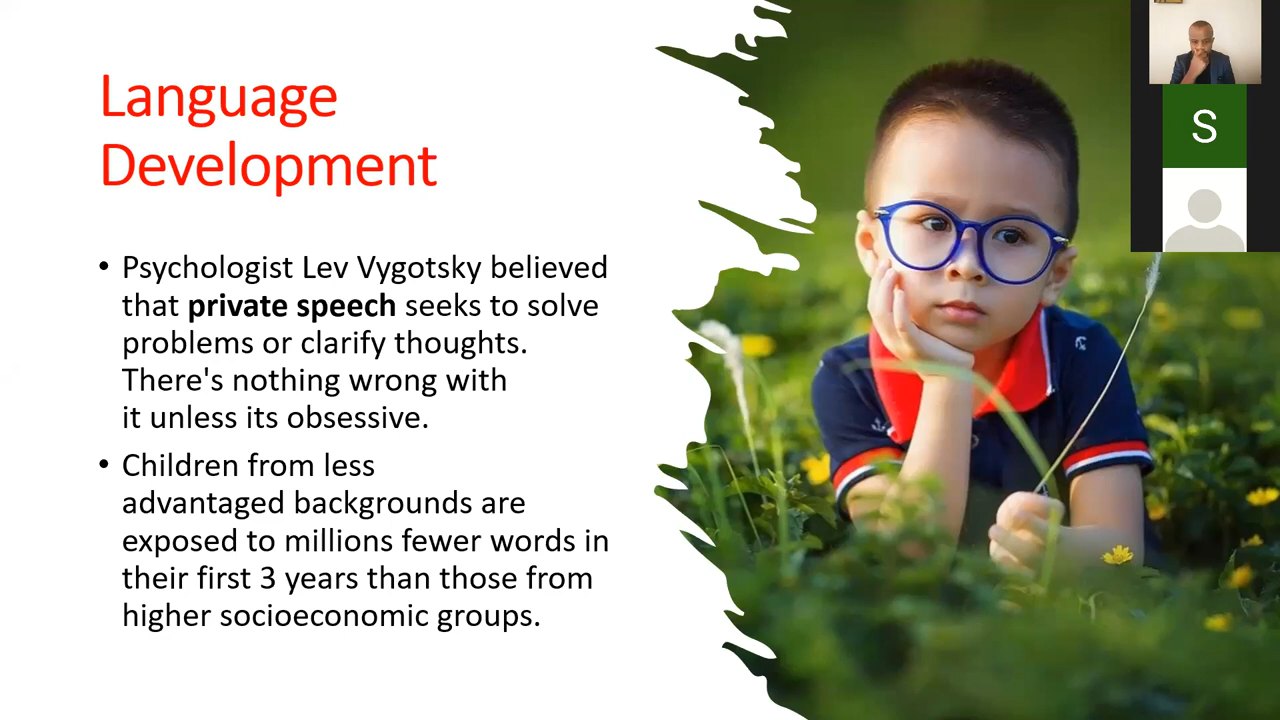 Language
Development
• Psychologist Lev Vygotsky believed
that private speech seeks to solve
problems or clarify thoughts.
There's nothing wrong with
it unless its obsessive.
• Children from less
advantaged backgrounds are
exposed to millions fewer words in
their first 3 years than those from
higher socioeconomic groups.
S